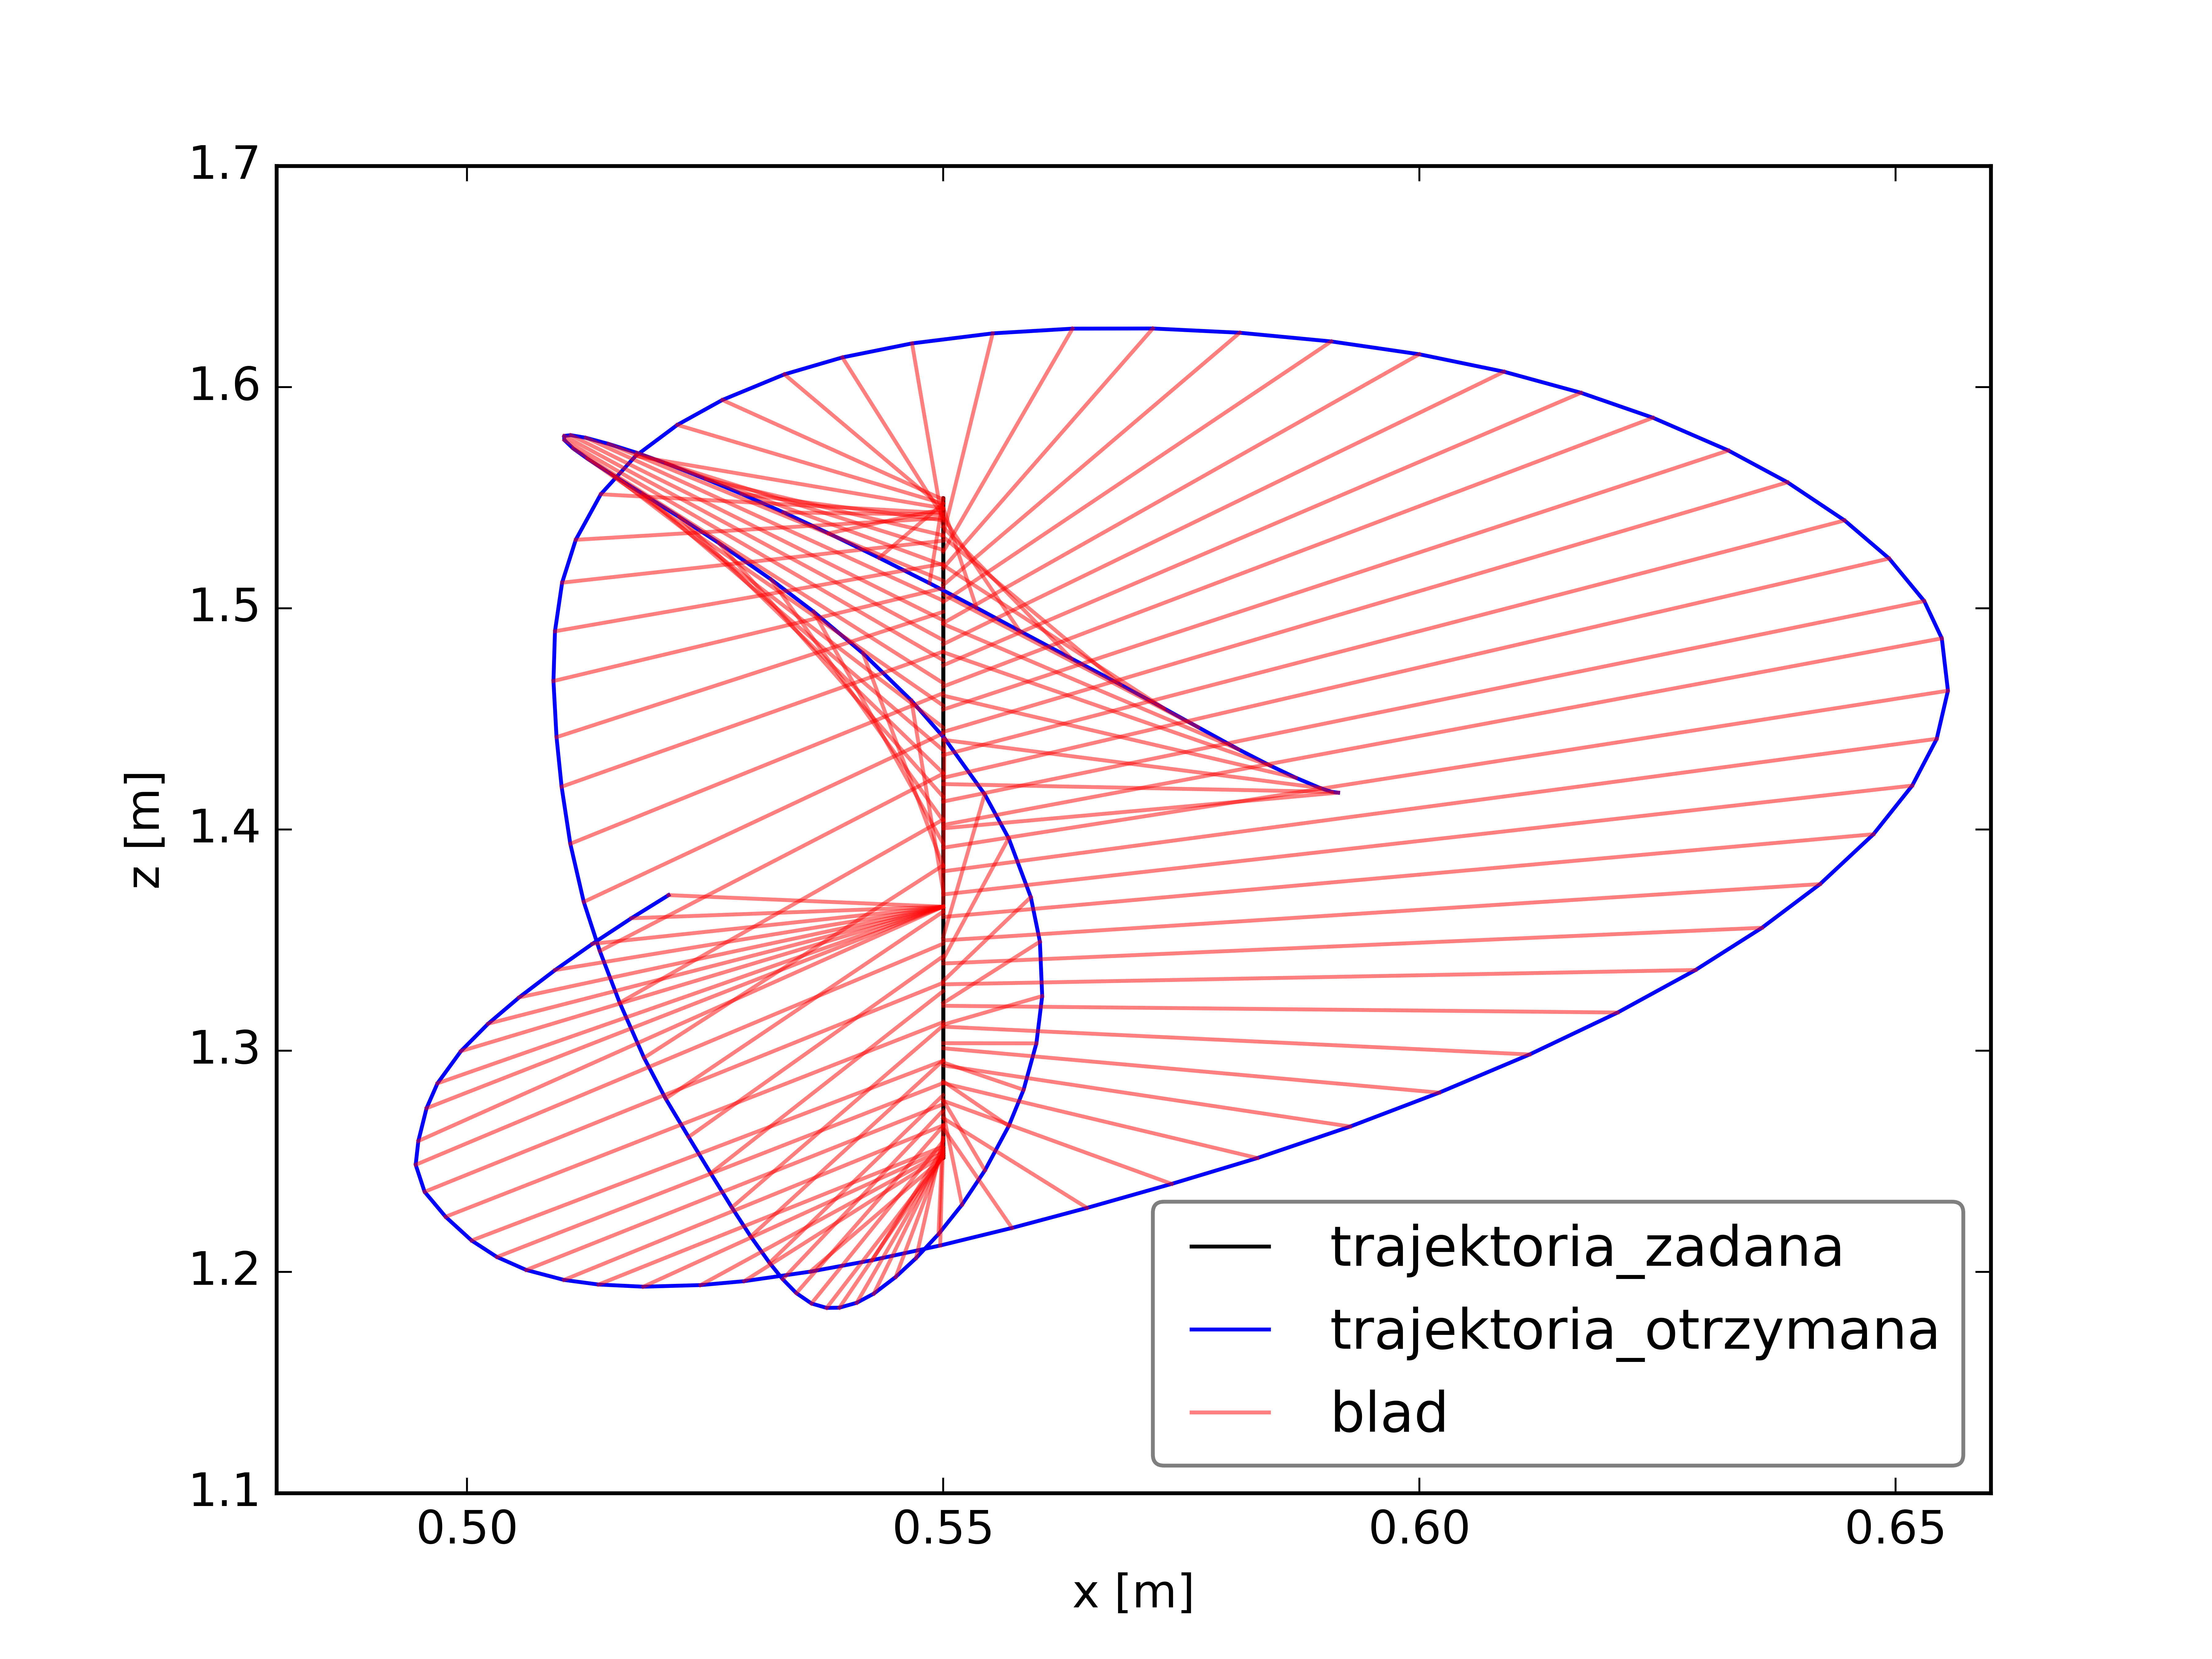 1.7
1.6
1.5
1.4
1.3
1.2
1.1
z [m]
0.50 0.55 0.60 0.65
x [m]
trajektoria_zadana
trajektoria_otrzymana
blad